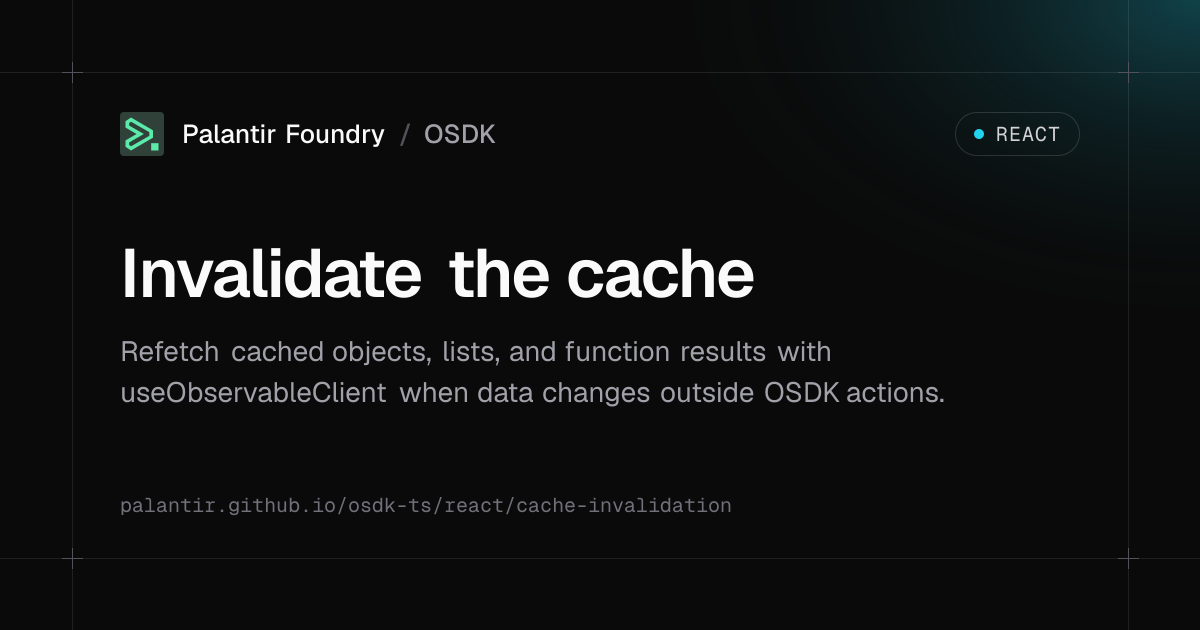 Palantir Foundry / OSDK
REACT
Invalidate the cache
Refetch cached objects, lists, and function results with
useObservableClient when data changes outside OSDK actions.
palantir.github.io/osdk-ts/react/cache-invalidation